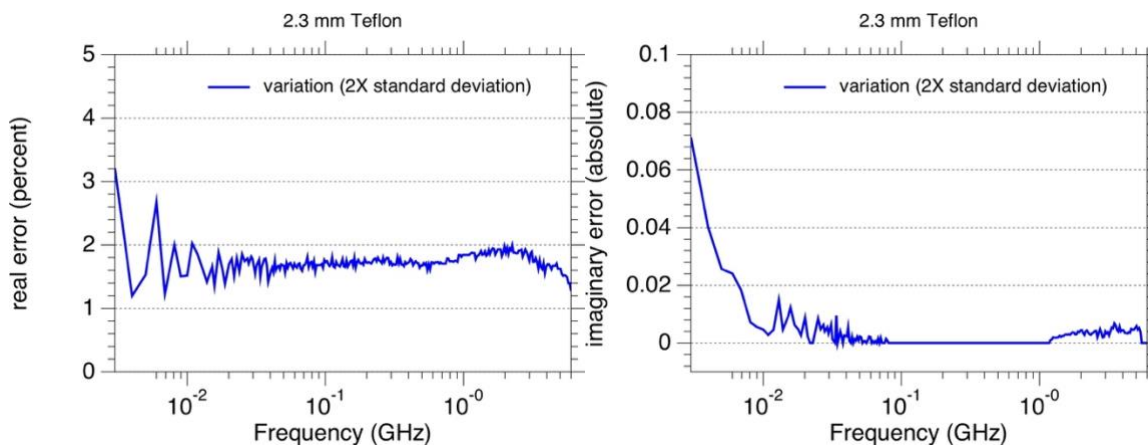 2.3 mm Teflon
5
variation (2X standard deviation)
4
3
2
1
0
real error (percent)
10-2
10-1
10-0
Frequency (GHz)
2.3 mm Teflon
0.1
variation (2X standard deviation)
0.08
0.06
0.04
0.02
0
imaginary error (absolute)
10-2
10-1
10-0
Frequency (GHz)